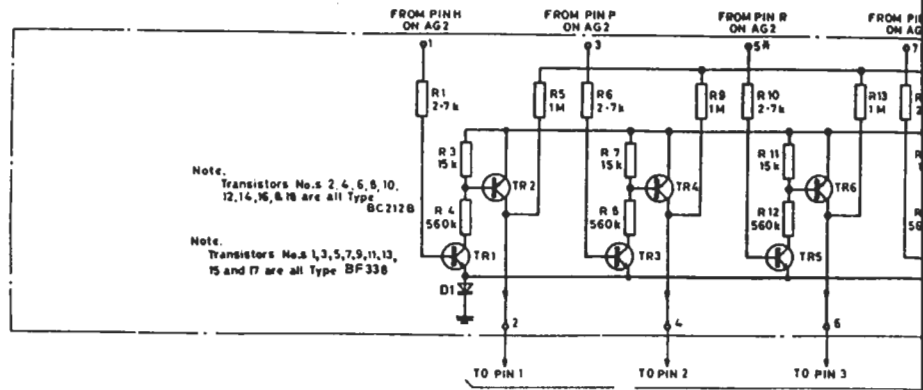 FROM PIN H
ON AG2
1
FROM PIN P
ON AG2
3
FROM PIN R
ON AG2
5*
7
R1
2·7k
R5
1M
R6
2·7k
R9
1M
R10
2·7k
R13
1M
R3
15k
R7
15k
R11
15k
TR2
TR4
TR6
R4
560k
560k
R12
560k
TR1
TR3
TR5
D1
Note.
Transistors No.s 2,4,6,8,10,
12,14,16,& 18 are all Type
BC212B
Note.
Transistors No.s 1,3,5,7,9,11,13,
15 and 17 are all Type BF338
2
4
6
TO PIN 1
TO PIN 2
TO PIN 3